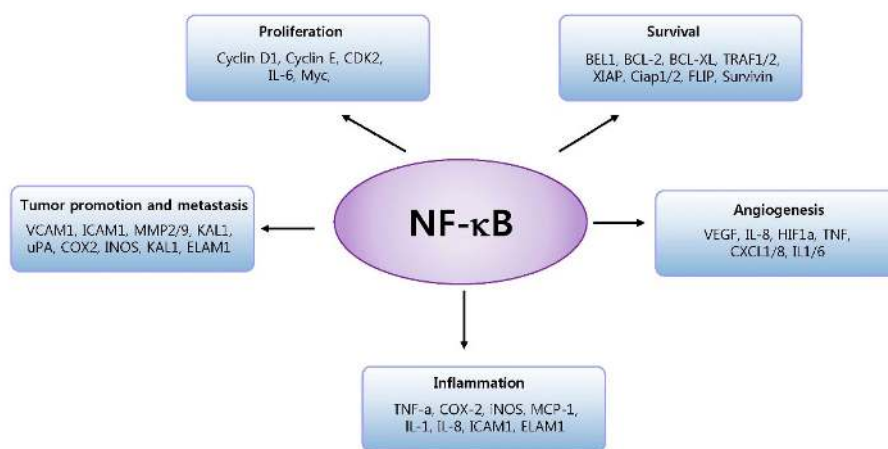 Proliferation
Cyclin D1, Cyclin E, CDK2,
IL-6, Myc,
Survival
BEL1, BCL-2, BCL-XL, TRAF1/2,
XIAP, Ciap1/2, FLIP, Survivin
Tumor promotion and metastasis
VCAM1, ICAM1, MMP2/9, KAL1,
uPA, COX2, INOS, KAL1, ELAM1
NF-κB
Angiogenesis
VEGF, IL-8, HIF1a, TNF,
CXCL1/8, IL1/6
Inflammation
TNF-a, COX-2, iNOS, MCP-1,
IL-1, IL-8, ICAM1, ELAM1